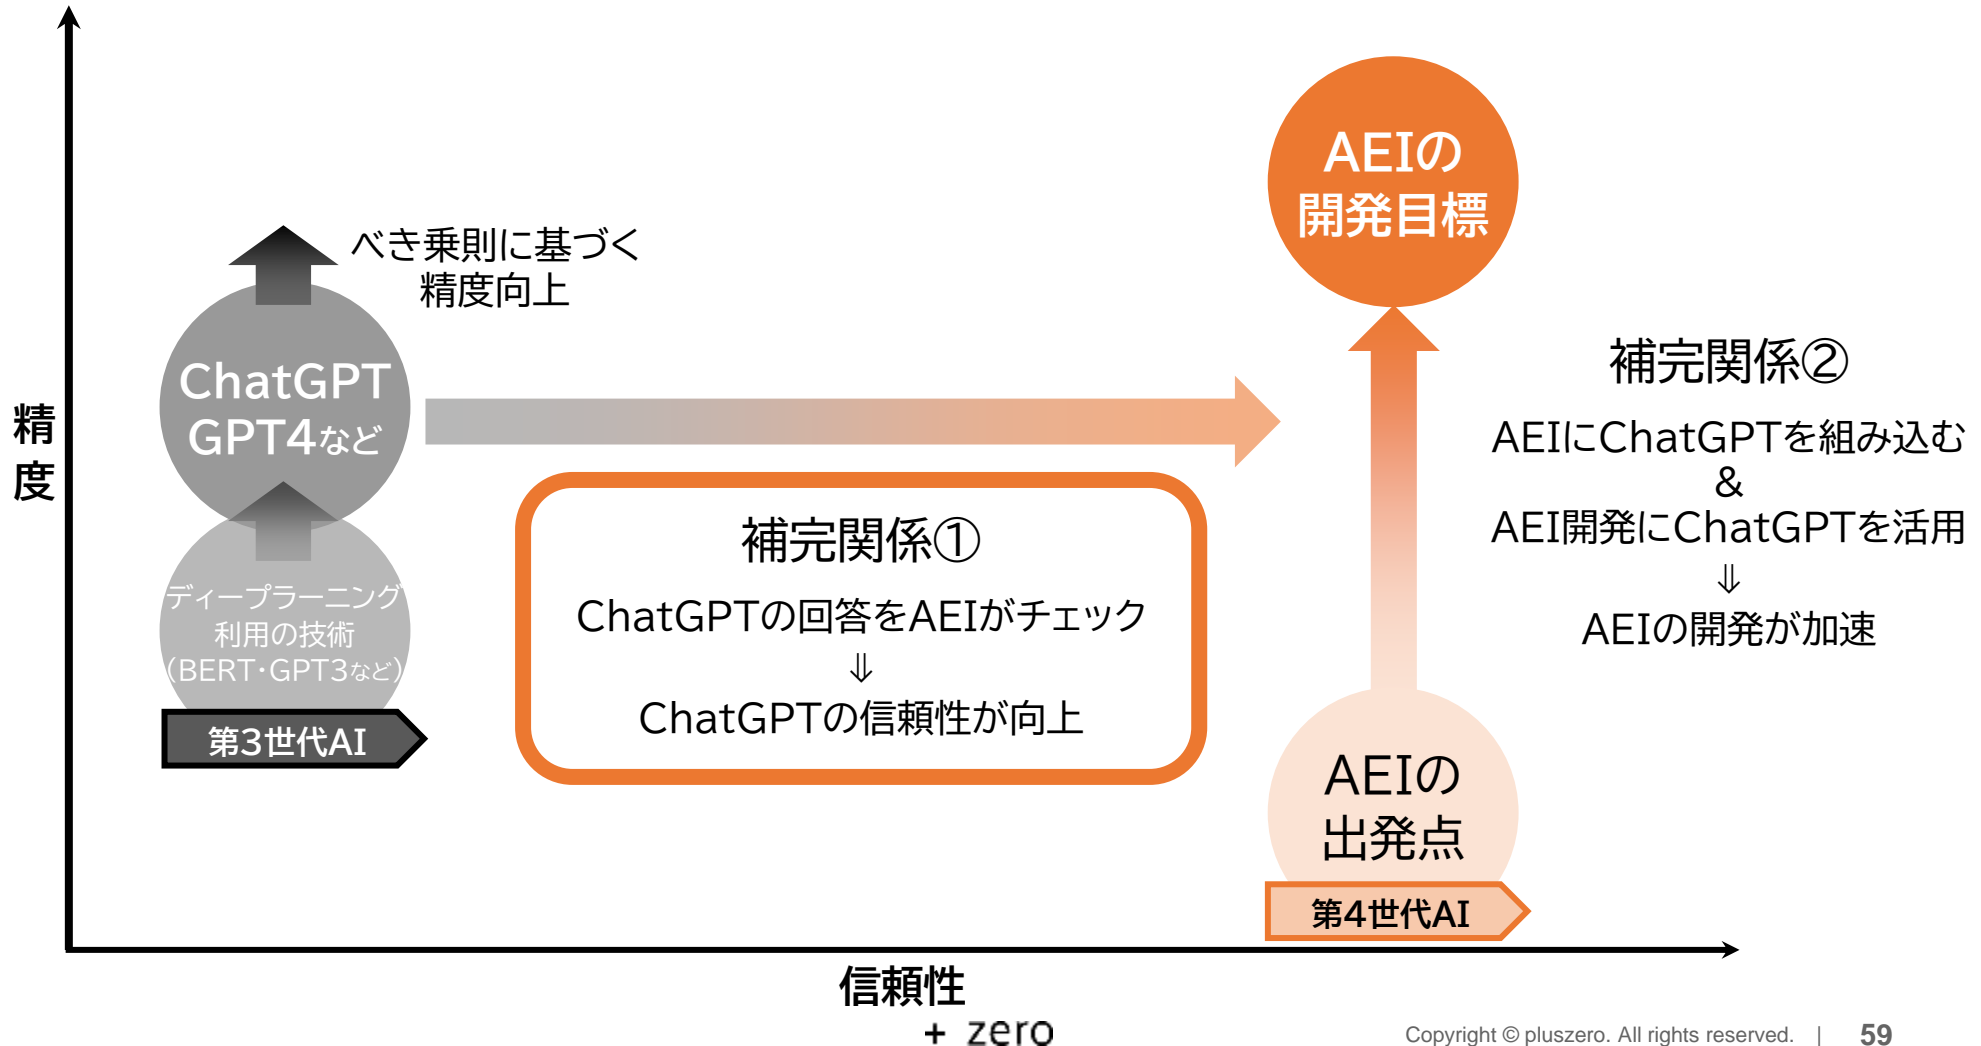 べき乗則に基づく
精度向上
ChatGPT
GPT4など
ディープラーニング
利用の技術
(BERT・GPT3など)
第3世代AI
精度
補完関係①
ChatGPTの回答をAEIがチェック
⇓
ChatGPTの信頼性が向上
AEIの
開発目標
補完関係②
AEIにChatGPTを組み込む
&
AEI開発にChatGPTを活用
⇓
AEIの開発が加速
AEIの
出発点
第4世代AI
信頼性
+ zero
Copyright © pluszero. All rights reserved. | 59